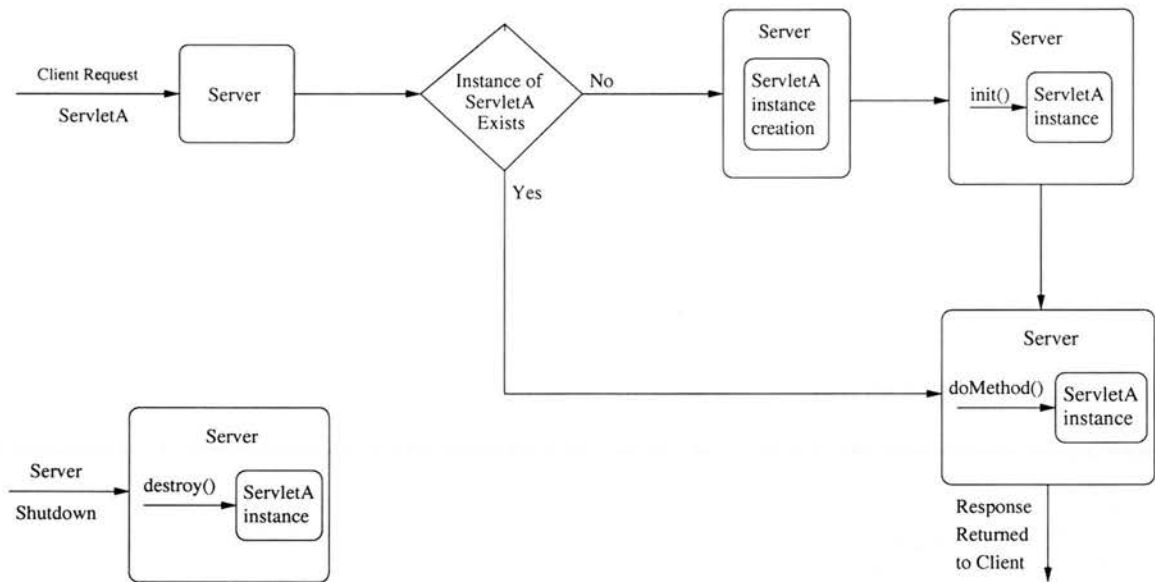 Client Request
ServletA
Server
Instance of
ServletA
Exists
No
Yes
Server
ServletA
instance
creation
Server
init()
ServletA
instance
Server
doMethod()
ServletA
instance
Response
Returned
to Client
Server
Shutdown
Server
destroy()
ServletA
instance